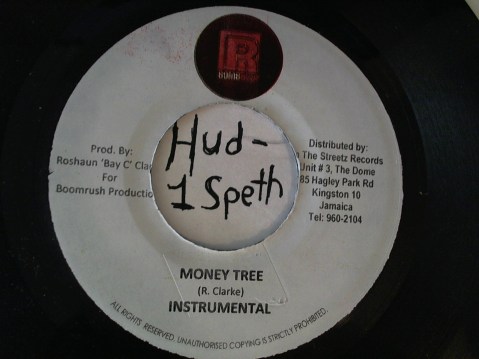 R
Prod. By:
Roshaun 'Bay C' Cla
For
Boomrush Productio
Hud-
1 Speth
Distributed by:
The Streetz Records
Unit # 3, The Dome
85 Hagley Park Rd
Kingston 10
Jamaica
Tel: 960-2104
MONEY TREE
(R. Clarke)
INSTRUMENTAL
ALL RIGHTS RESERVED. UNAUTHORISED COPYING IS STRICTLY PROHIBITED.